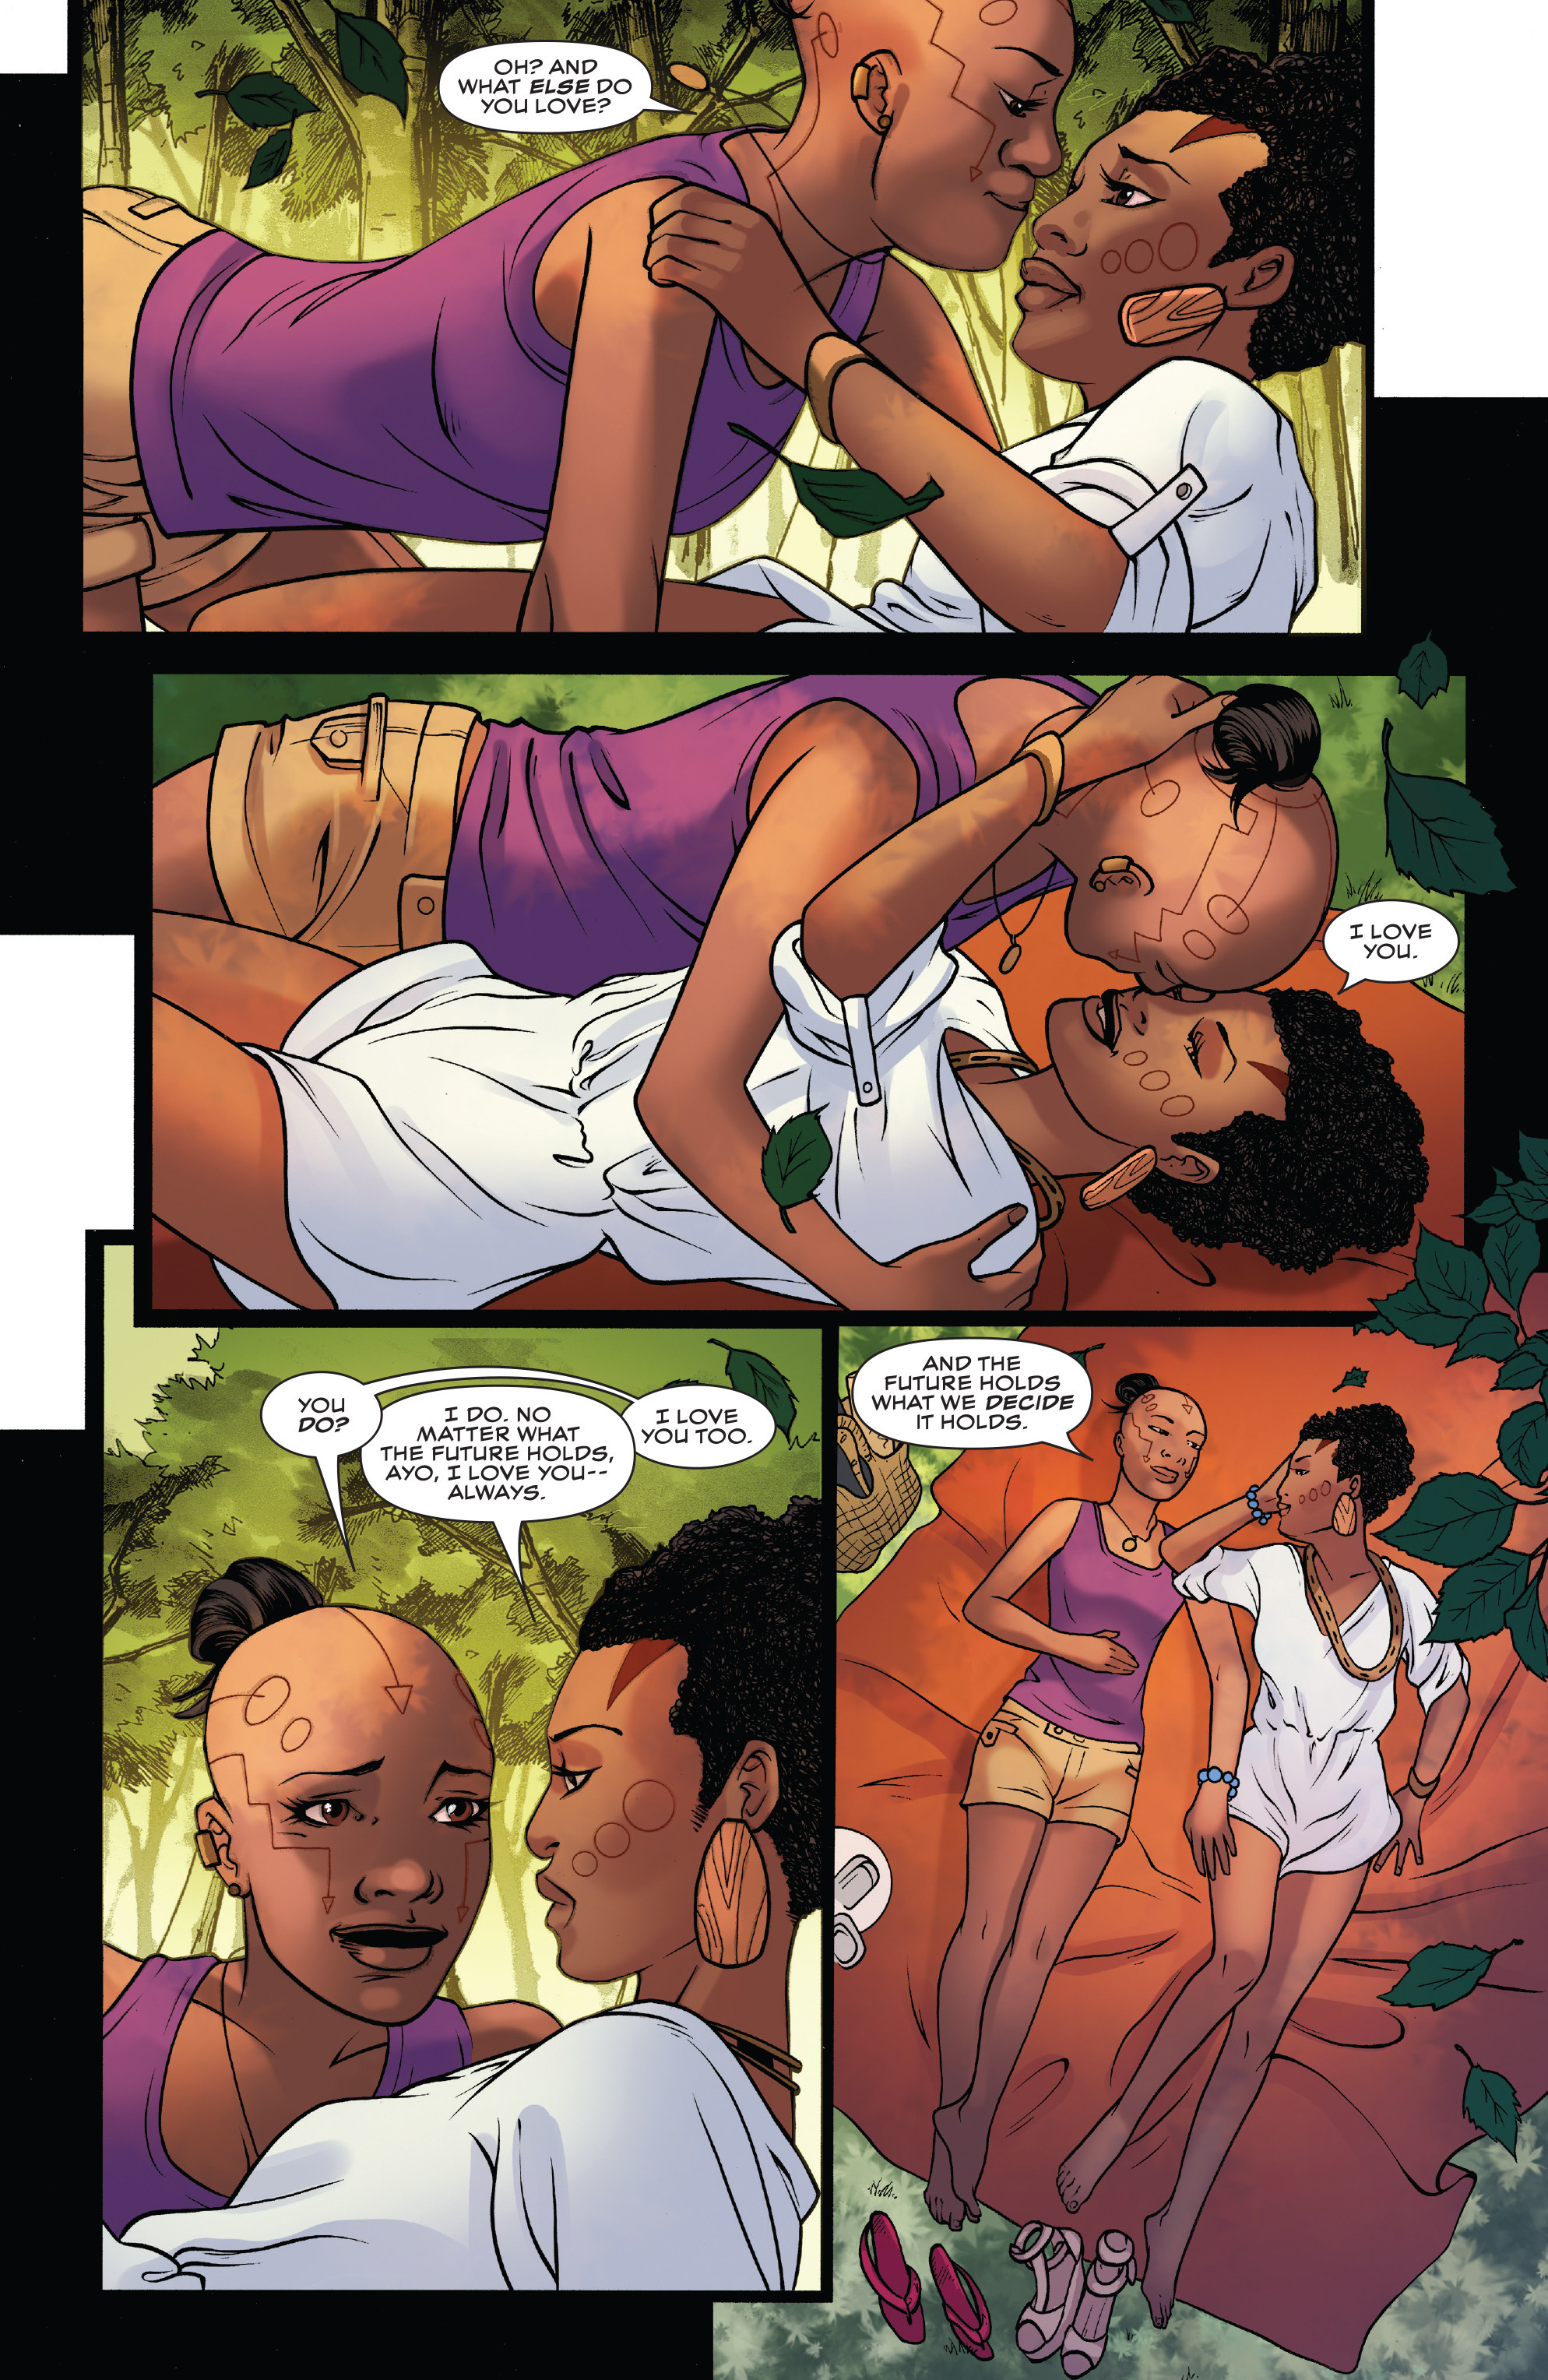 OH? AND
WHAT ELSE DO
YOU LOVE?
I LOVE
YOU.
YOU
DO?
I DO. NO
MATTER WHAT
THE FUTURE HOLDS,
AYO, I LOVE YOU--
ALWAYS.
I LOVE
YOU TOO.
AND THE
FUTURE HOLDS
WHAT WE DECIDE
IT HOLDS.